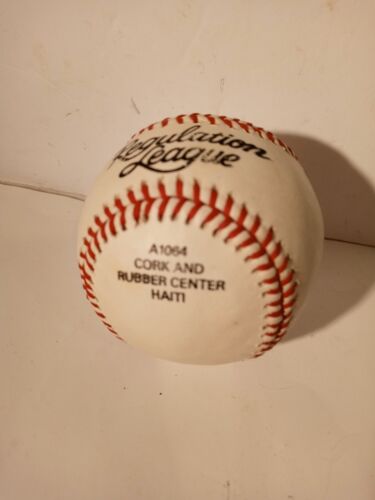 Regulation
League
A1064
CORK AND
RUBBER CENTER
HAITI